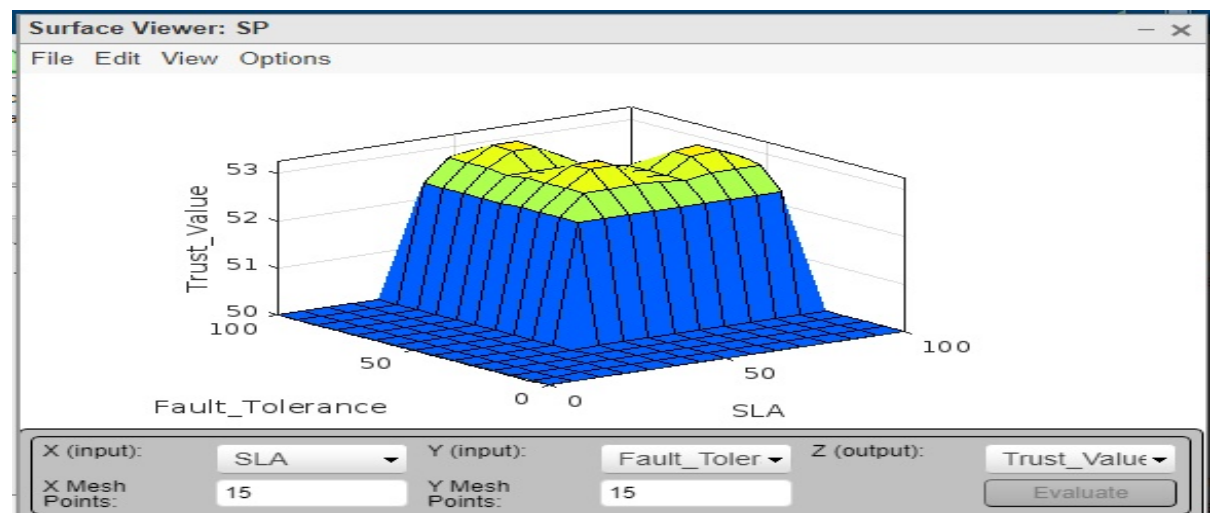 Surface Viewer: SP
File Edit View Options
53
52
51
50
Trust_Value
100
50
0
Fault_Tolerance
0
50
100
SLA
X (input): SLA Y (input): Fault_Toler Z (output): Trust_Value
X Mesh Points: 15 Y Mesh Points: 15 Evaluate